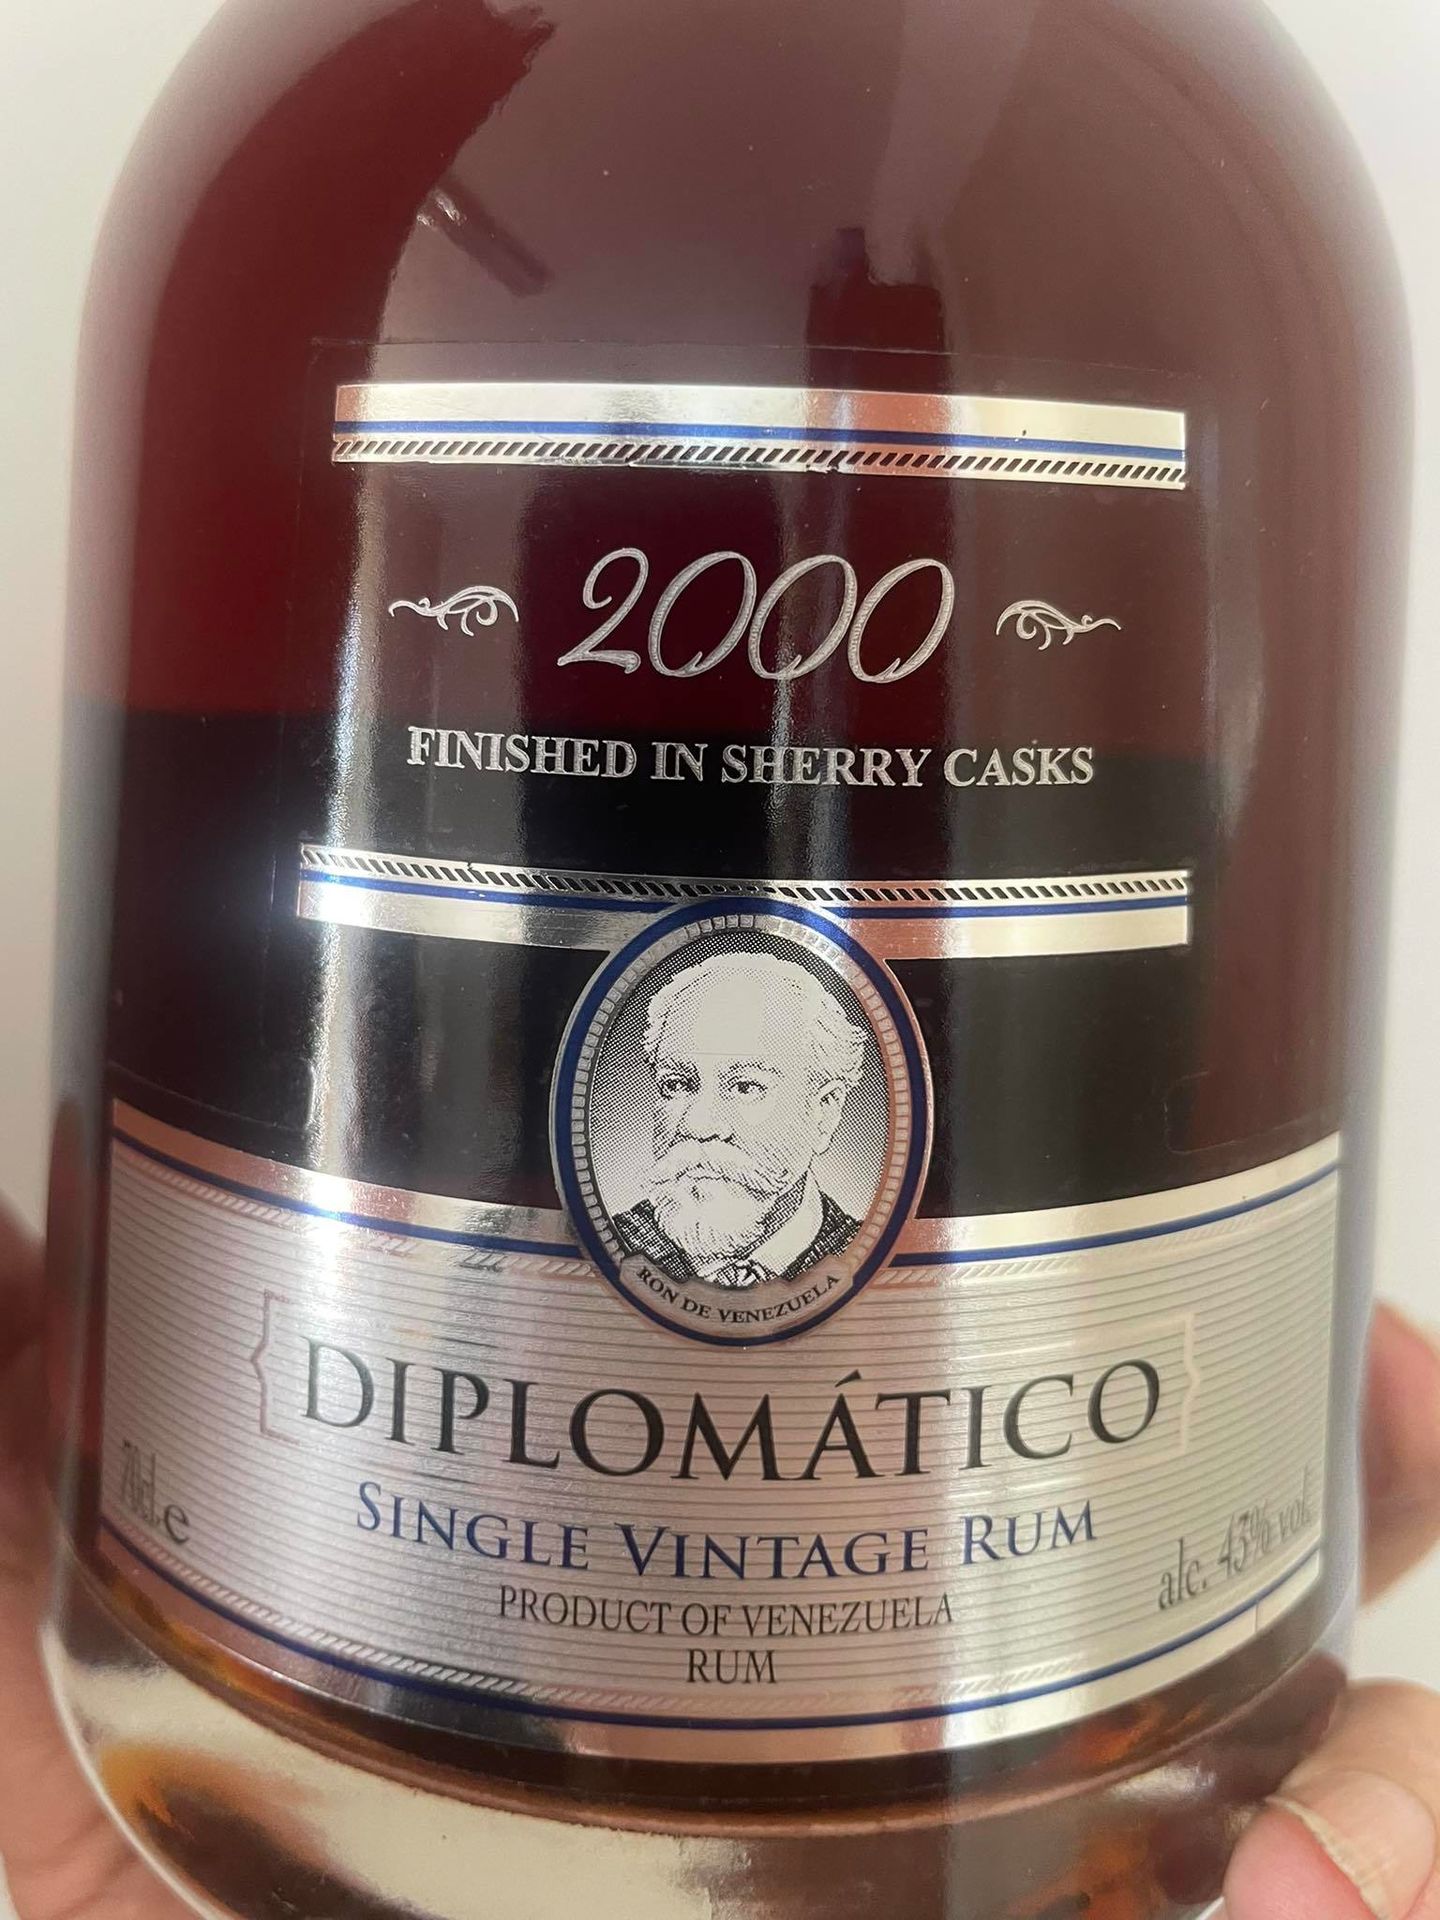 2000
FINISHED IN SHERRY CASKS
RON DE VENEZUELA
DIPLOMÁTICO
70cl. e
SINGLE VINTAGE RUM
alc. 43% vol.
PRODUCT OF VENEZUELA
RUM